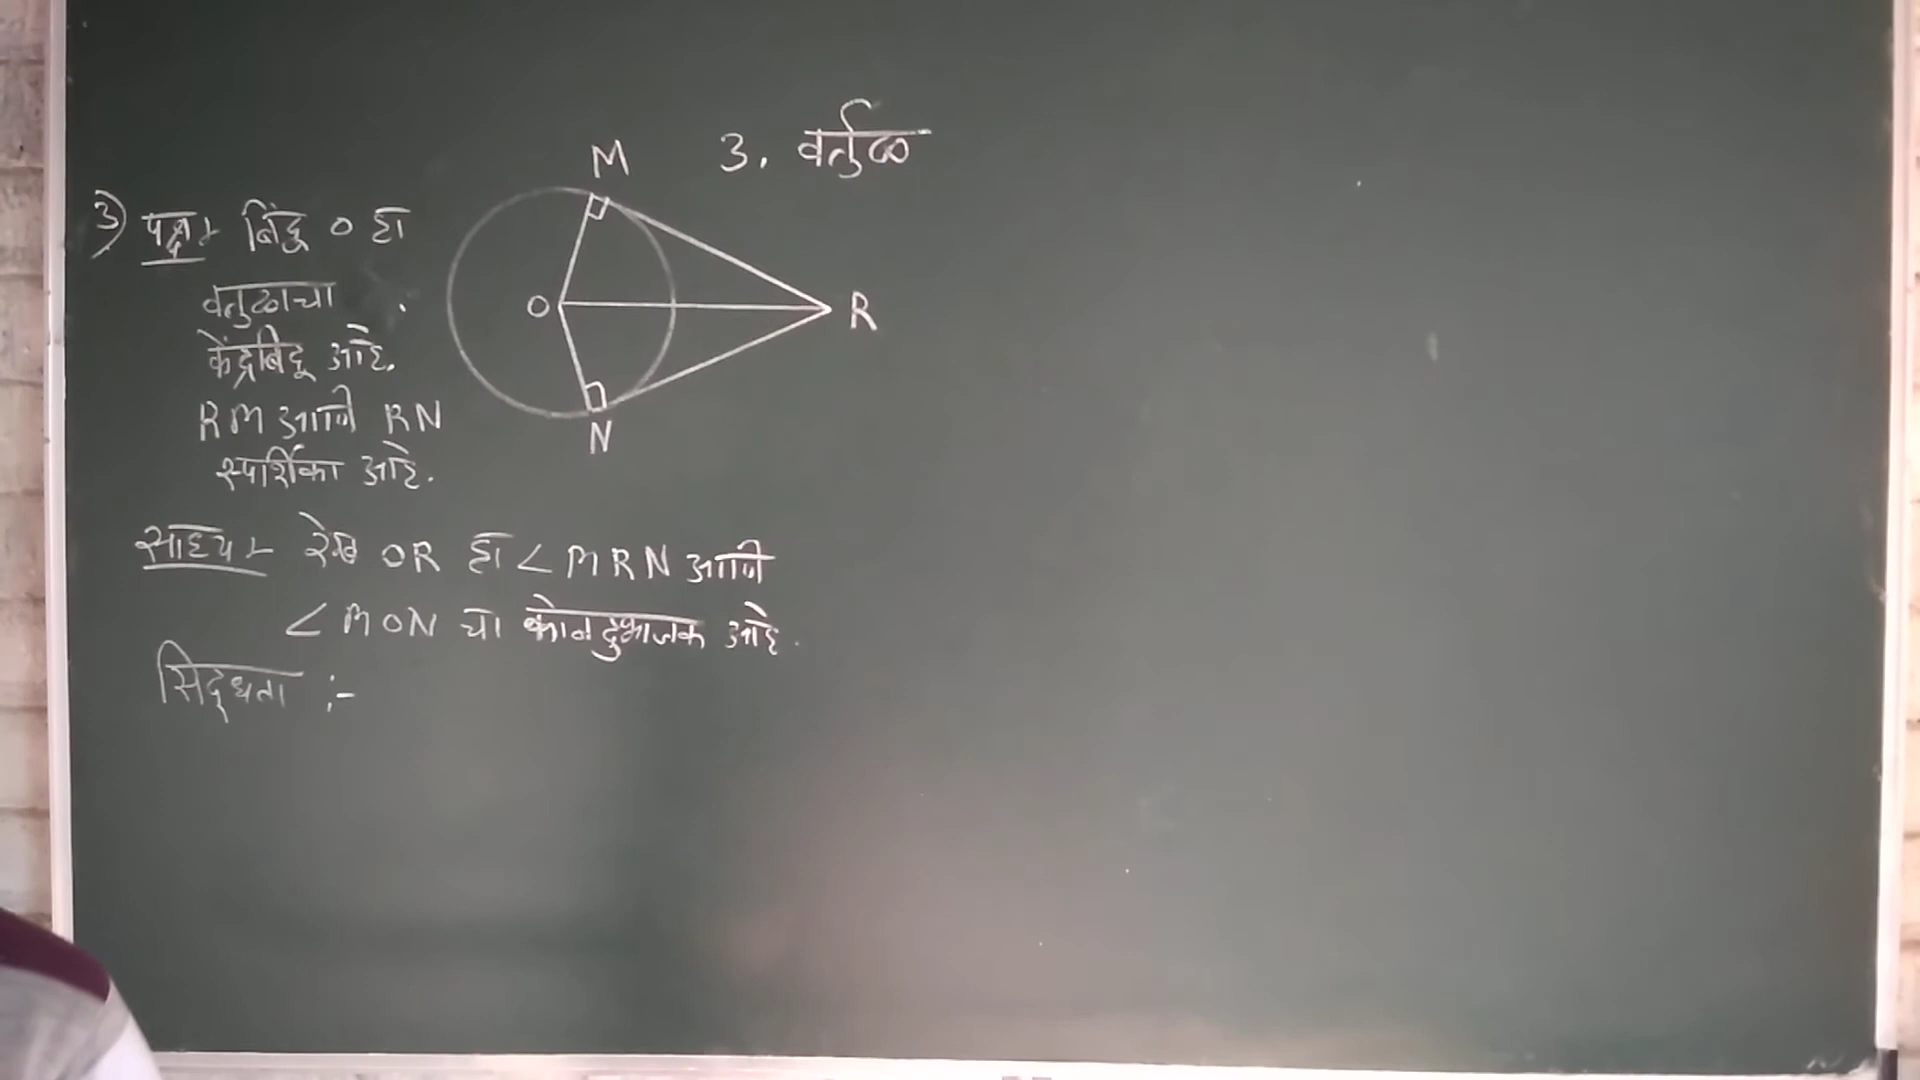 3. वर्तुळ
3) पक्ष :- बिंदू O हा
वर्तुळाचा
केंद्रबिंदू आहे.
RM आणि RN
स्पर्शिका आहे.
M
O
R
N
साध्य :- रेख OR हा ∠MRN आणि
∠MON चा कोनदुभाजक आहे.
सिद्धता :-